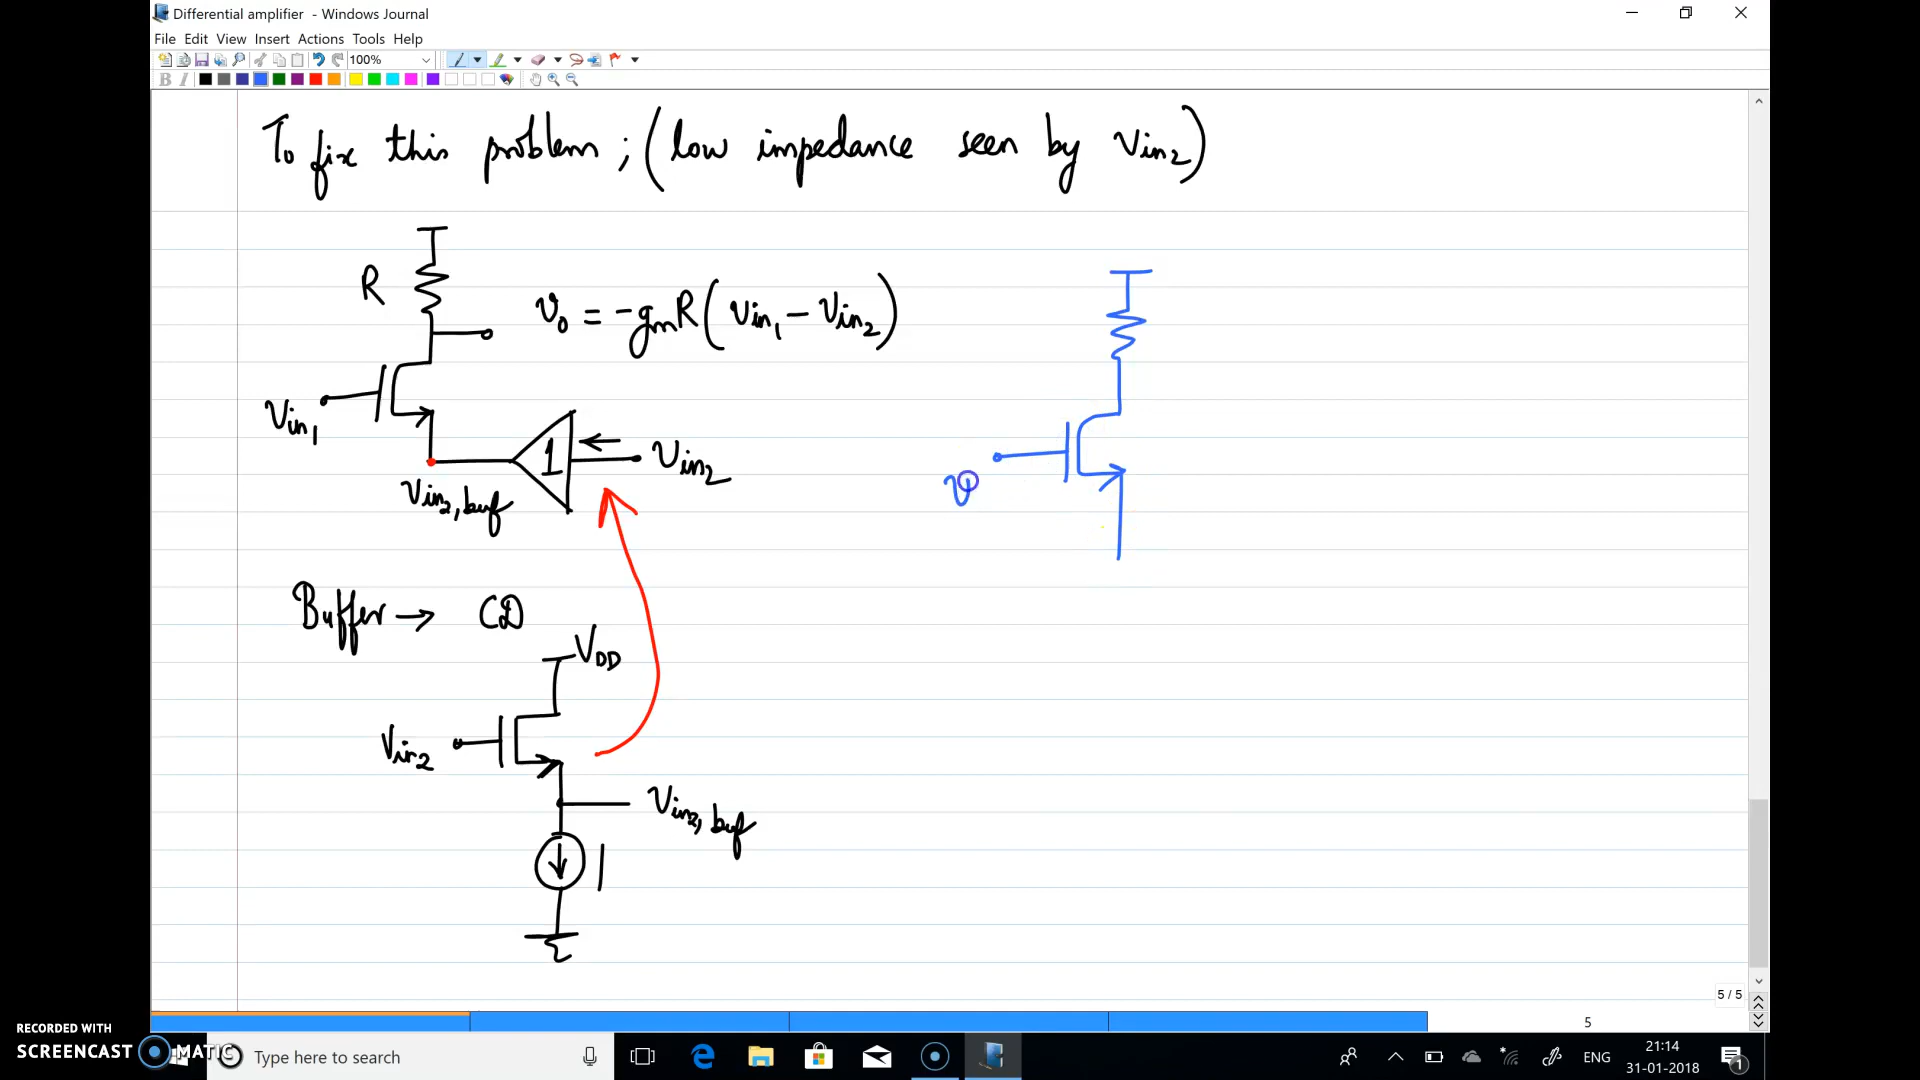 Differential amplifier - Windows Journal
File Edit View Insert Actions Tools Help
100%
B I
To fix this problem ; (low impedance seen by Vin2)
R
Vo = -gmR(Vin1 - Vin2)
Vin1
1
Vin2
Vin2, buf
V
Buffer → CD
VDD
Vin2
Vin2, buf
I
5 / 5
5
RECORDED WITH
SCREENCAST MATIC
Type here to search
ENG
21:14
31-01-2018
1